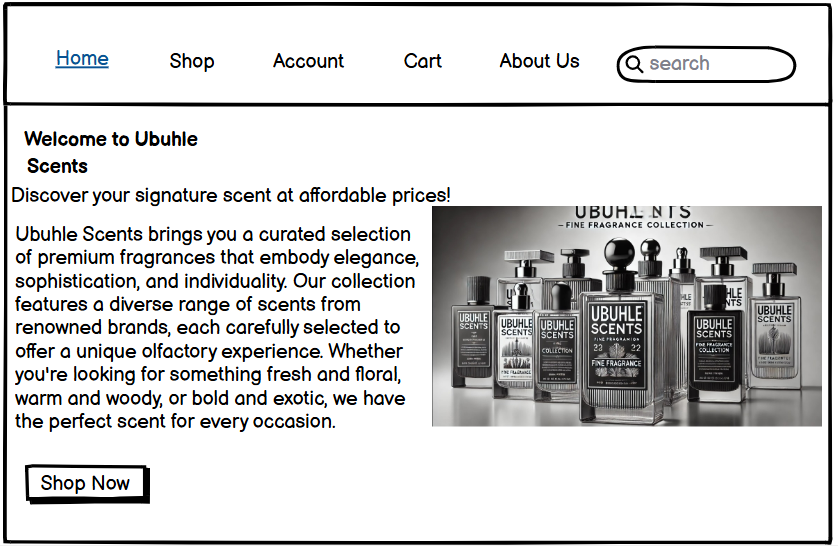 Home Shop Account Cart About Us search
Welcome to Ubuhle
Scents
Discover your signature scent at affordable prices!
Ubuhle Scents brings you a curated selection
of premium fragrances that embody elegance,
sophistication, and individuality. Our collection
features a diverse range of scents from
renowned brands, each carefully selected to
offer a unique olfactory experience. Whether
you're looking for something fresh and floral,
warm and woody, or bold and exotic, we have
the perfect scent for every occasion.
Shop Now
—FINE FRAGRANCE COLLECTION—
UBUHLE
SCENTS
UBUHLE
SCENTS
UBUHLE
SCENTS
FINE FRAGRANCE
COLLECTION
UBUHLE
SCENTS
FINE FRAGRANION
23 22
FINE FRAGRANCE
UBUHLE
SCENTS
FINE FRAGRANCE
COLLECTION
UBUHLE
SCENTS